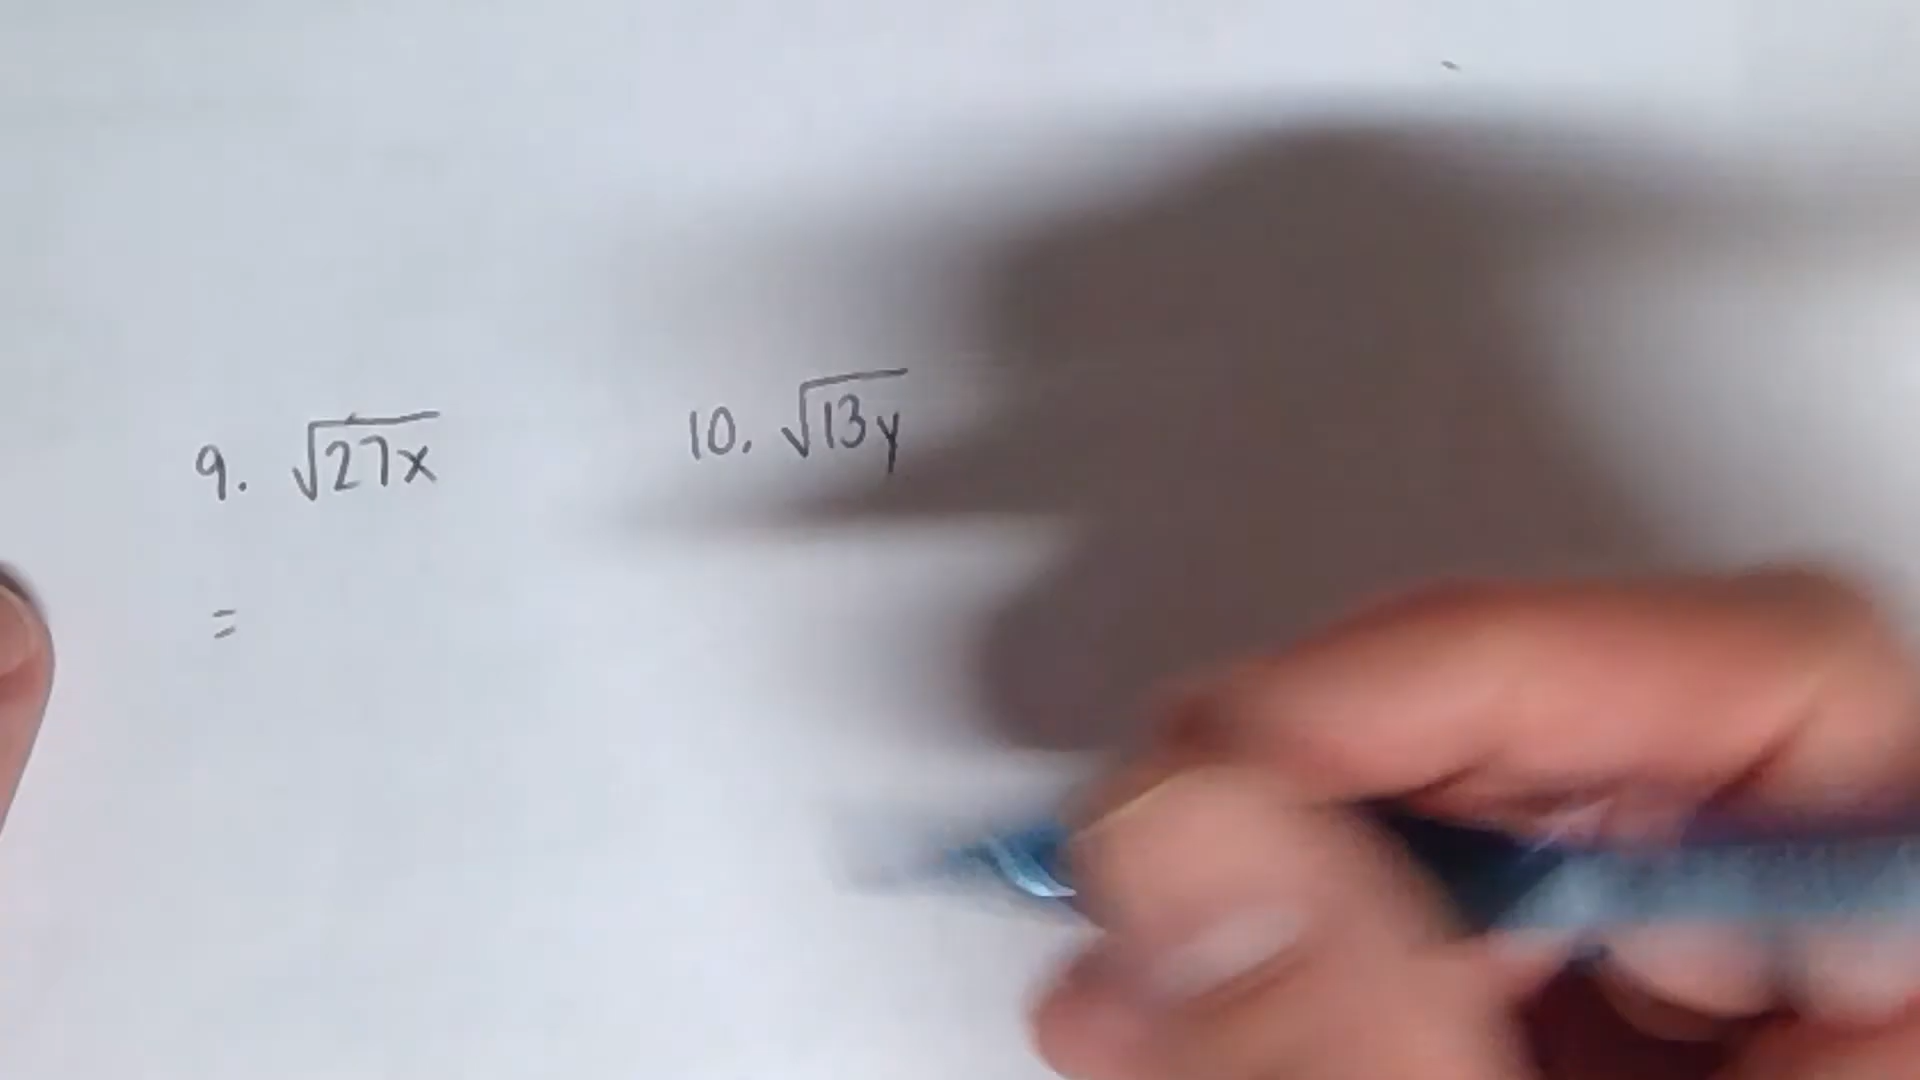 9. √27x
10. √13y
=